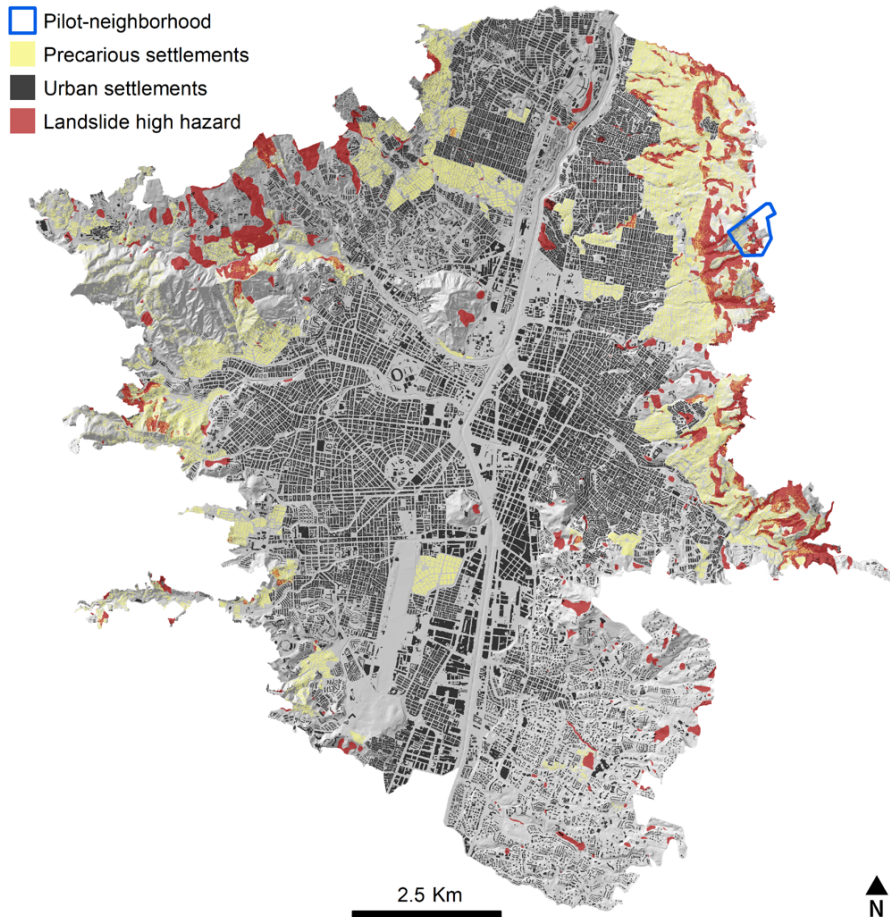 Pilot-neighborhood
Precarious settlements
Urban settlements
Landslide high hazard
2.5 Km
N